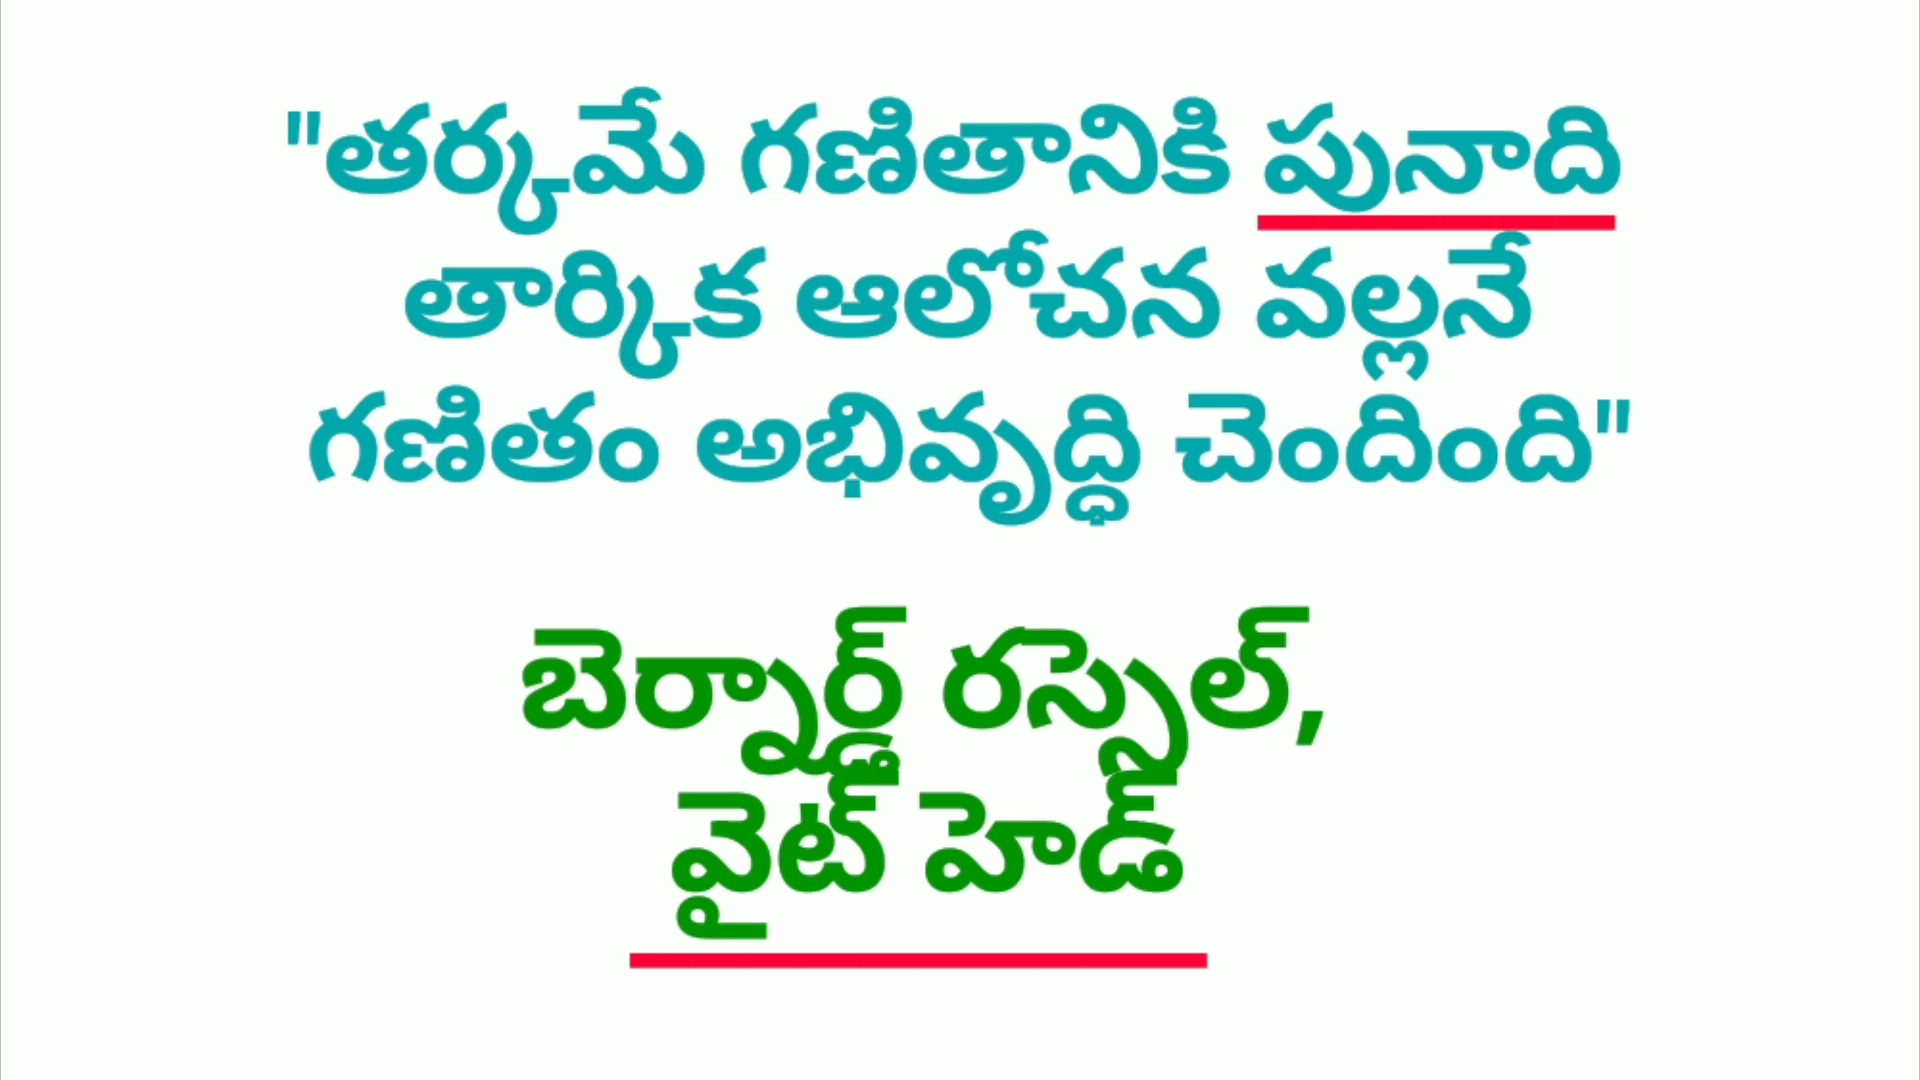 "తర్కమే గణితానికి పునాది
తార్కిక ఆలోచన వల్లనే
గణితం అభివృద్ధి చెందింది"
బెర్నార్డ్ రస్సెల్,
వైట్ హెడ్